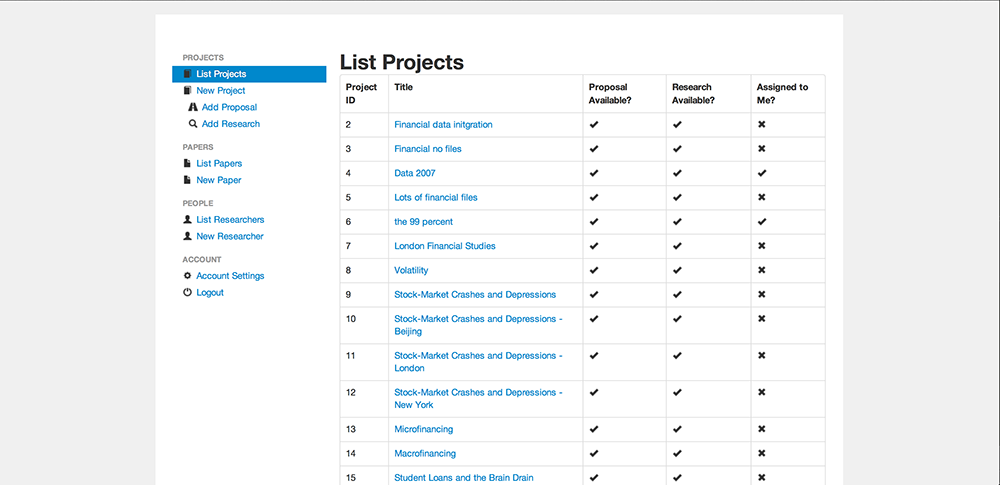 PROJECTS
List Projects
New Project
Add Proposal
Add Research
PAPERS
List Papers
New Paper
PEOPLE
List Researchers
New Researcher
ACCOUNT
Account Settings
Logout
List Projects
Project ID Title Proposal Available? Research Available? Assigned to Me?
2 Financial data initgration ✔ ✔ ✖
3 Financial no files ✔ ✔ ✖
4 Data 2007 ✔ ✔ ✔
5 Lots of financial files ✔ ✔ ✖
6 the 99 percent ✔ ✔ ✔
7 London Financial Studies ✔ ✔ ✖
8 Volatility ✔ ✔ ✖
9 Stock-Market Crashes and Depressions ✔ ✔ ✖
10 Stock-Market Crashes and Depressions - ✔ ✔ ✖
Beijing
11 Stock-Market Crashes and Depressions - ✔ ✔ ✖
London
12 Stock-Market Crashes and Depressions - ✔ ✔ ✖
New York
13 Microfinancing ✔ ✔ ✖
14 Macrofinancing ✔ ✔ ✖
15 Student Loans and the Brain Drain ✔ ✔ ✖